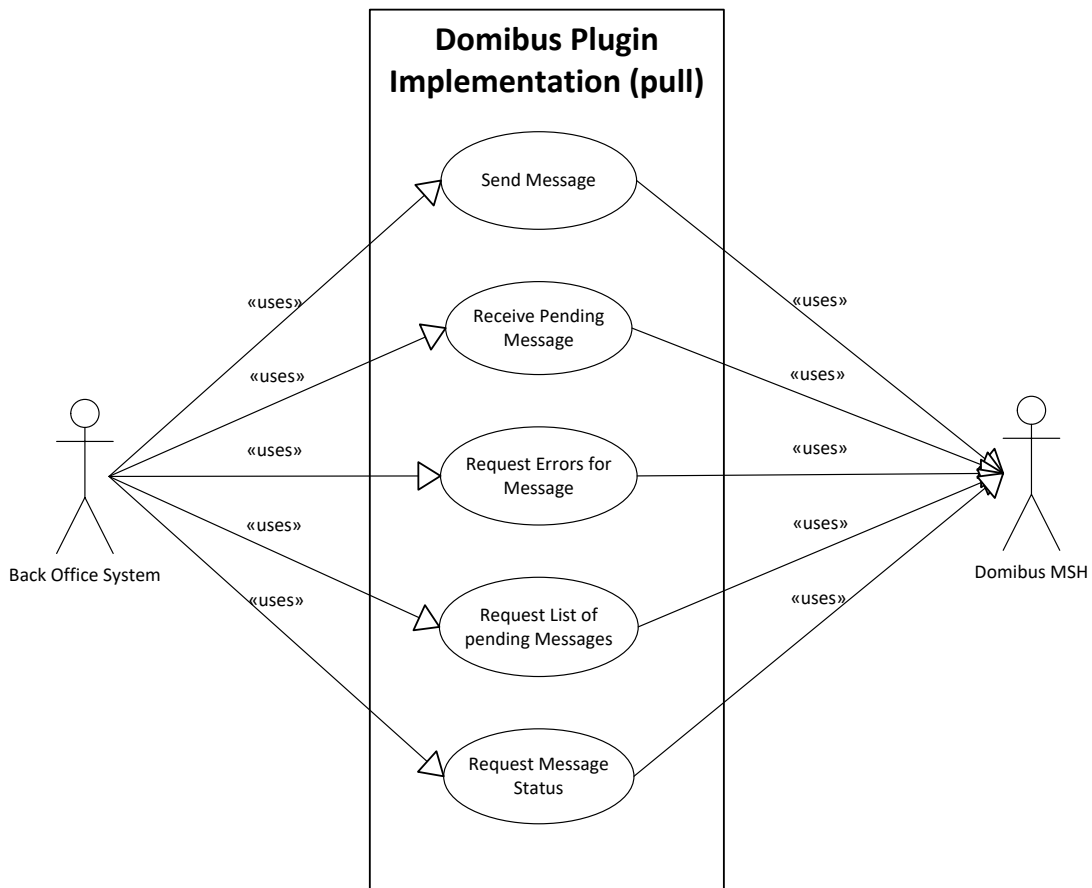 Domibus Plugin
Implementation (pull)
Send Message
«uses»
«uses»
Receive Pending
Message
«uses»
«uses»
«uses»
Request Errors for
Message
«uses»
Back Office System
Domibus MSH
«uses»
«uses»
Request List of
pending Messages
«uses»
«uses»
Request Message
Status